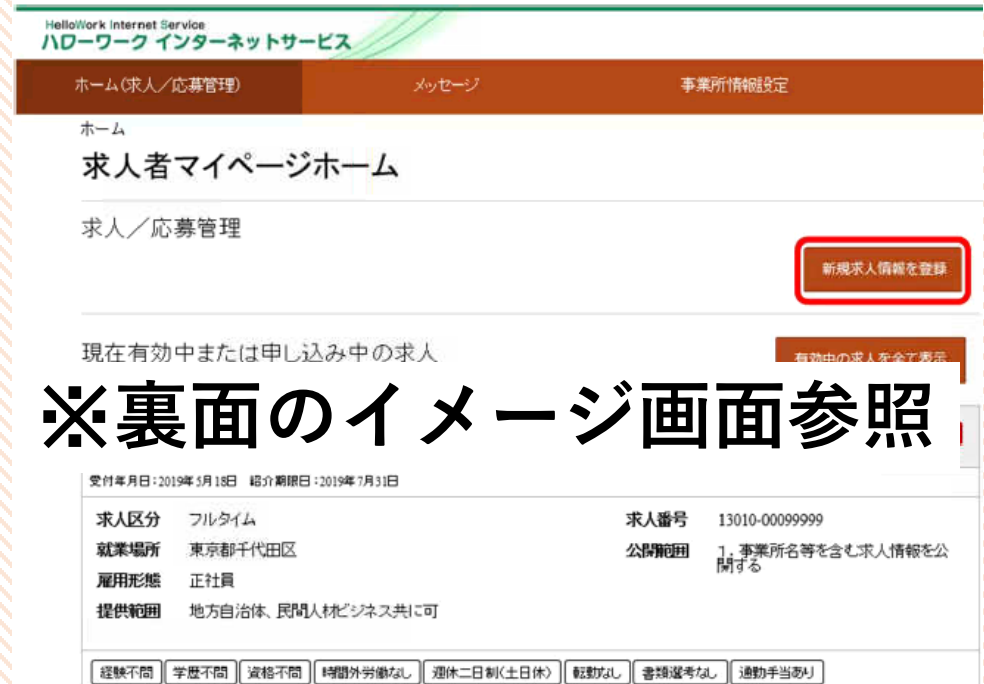 HelloWork Internet Service
ハローワーク インターネットサービス
ホーム(求人／応募管理) メッセージ 事業所情報設定
ホーム
求人者マイページホーム
求人／応募管理
新規求人情報を登録
現在有効中または申し込み中の求人
有効中の求人を全て表示
※裏面のイメージ画面参照
受付年月日：2019年5月18日 紹介期限日：2019年7月31日
求人区分 フルタイム 求人番号 13010-00099999
就業場所 東京都千代田区 公開範囲 1．事業所名等を含む求人情報を公開する
雇用形態 正社員
提供範囲 地方自治体、民間人材ビジネス共に可
経験不問 学歴不問 資格不問 時間外労働なし 週休二日制(土日休) 転勤なし 書類選考なし 通勤手当あり